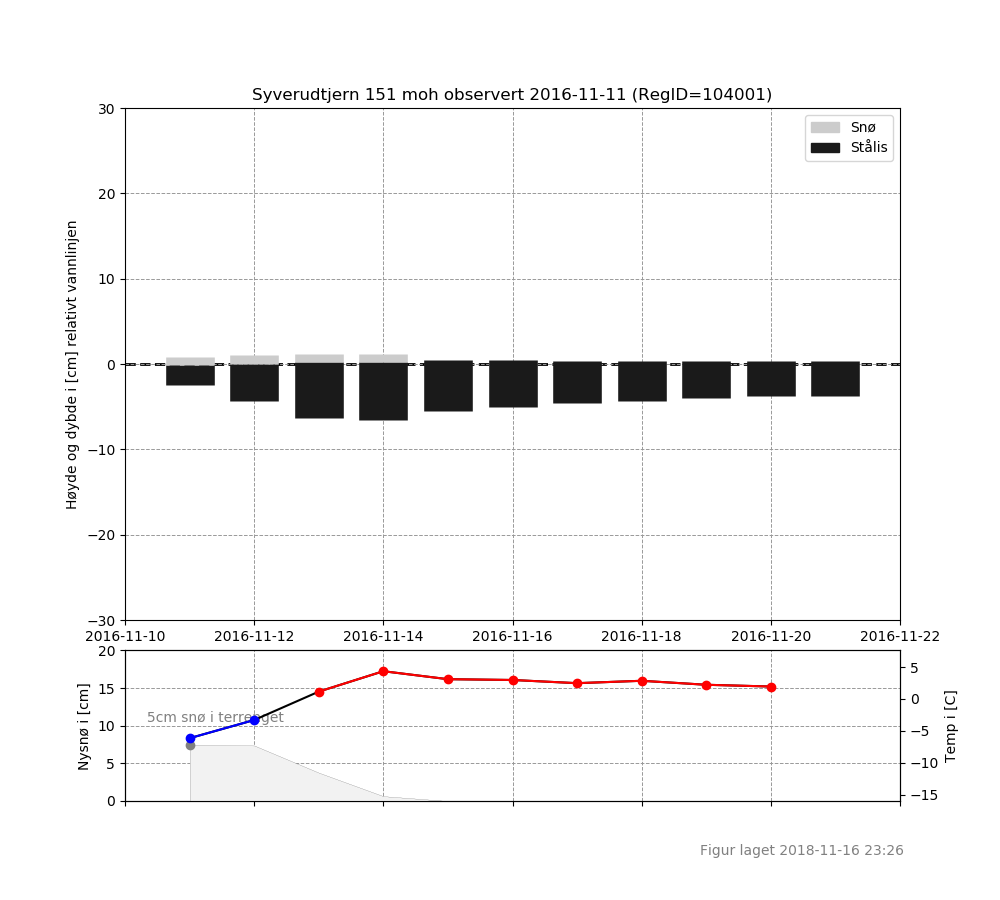 Syverudtjern 151 moh observert 2016-11-11 (RegID=104001)
Snø
Stålis
Høyde og dybde i [cm] relativt vannlinjen
30
20
10
0
−10
−20
−30
2016-11-10 2016-11-12 2016-11-14 2016-11-16 2016-11-18 2016-11-20 2016-11-22
Nysnø i [cm]
20
15
10
5
0
5cm snø i terrenget
5
0
−5
−10
−15
Temp i [C]
Figur laget 2018-11-16 23:26